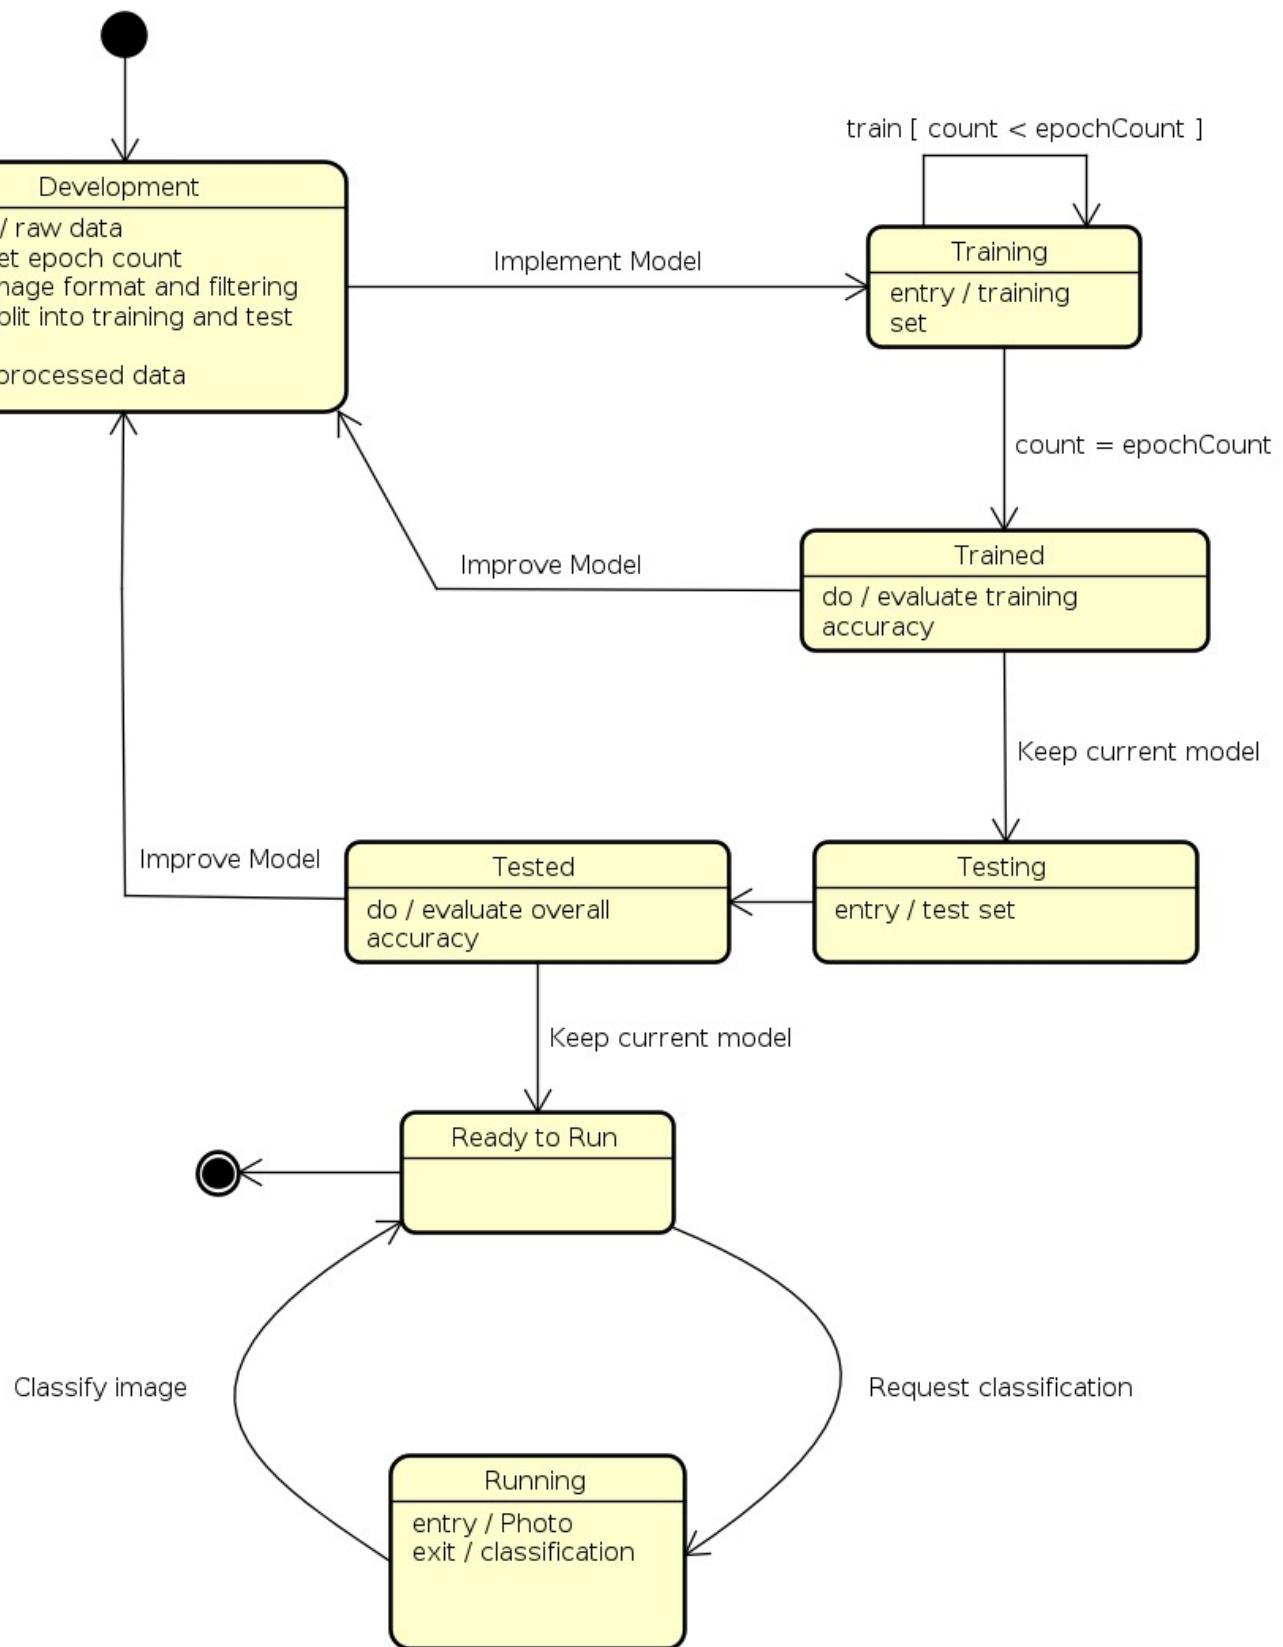 train [ count < epochCount ]
Development
/ raw data
epoch count
format and filtering
into training and test
processed data
Implement Model
Training
entry / training
set
count = epochCount
Improve Model
Trained
do / evaluate training
accuracy
Keep current model
Improve Model
Tested
do / evaluate overall
accuracy
Testing
entry / test set
Keep current model
Ready to Run
Classify image
Request classification
Running
entry / Photo
exit / classification